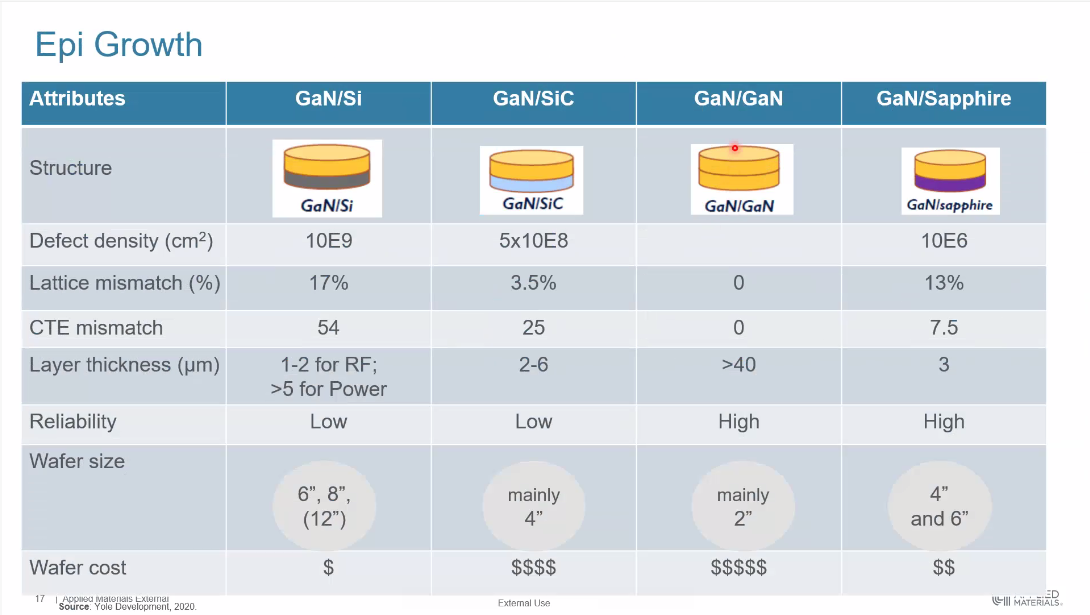 Epi Growth
Attributes GaN/Si GaN/SiC GaN/GaN GaN/Sapphire
Structure
GaN/Si GaN/SiC GaN/GaN GaN/sapphire
Defect density (cm²) 10E9 5x10E8 10E6
Lattice mismatch (%) 17% 3.5% 0 13%
CTE mismatch 54 25 0 7.5
Layer thickness (µm) 1-2 for RF; 2-6 >40 3
>5 for Power
Reliability Low Low High High
Wafer size
6”, 8”, mainly mainly 4”
(12”) 4” 2” and 6”
Wafer cost $ $$$$ $$$$$ $$
17 | Applied Materials External
Source: Yole Development, 2020.
External Use
APPLIED
MATERIALS